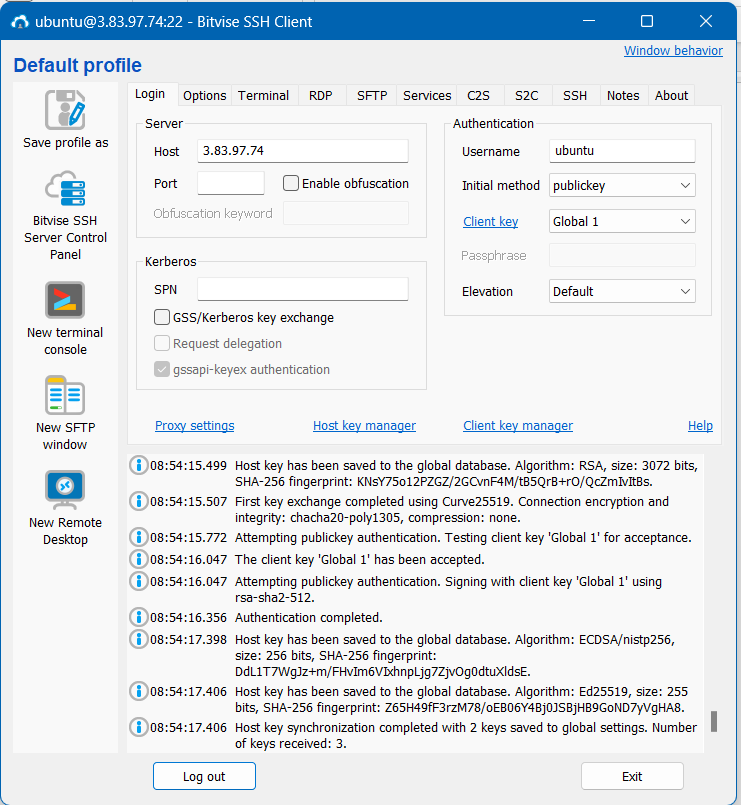 ubuntu@3.83.97.74:22 - Bitvise SSH Client
Window behavior
Default profile
Save profile as
Bitvise SSH
Server Control
Panel
New terminal
console
New SFTP
window
New Remote
Desktop
Login
Options
Terminal
RDP
SFTP
Services
C2S
S2C
SSH
Notes
About
Server
Host
3.83.97.74
Port
Enable obfuscation
Obfuscation keyword
Kerberos
SPN
GSS/Kerberos key exchange
Request delegation
gssapi-keyex authentication
Authentication
Username
ubuntu
Initial method
publickey
Client key
Global 1
Passphrase
Elevation
Default
Proxy settings
Host key manager
Client key manager
Help
08:54:15.499 Host key has been saved to the global database. Algorithm: RSA, size: 3072 bits,
SHA-256 fingerprint: KNsY75o12PZGZ/2GCvnF4M/tB5QrB+rO/QcZmIvItBs.
08:54:15.507 First key exchange completed using Curve25519. Connection encryption and
integrity: chacha20-poly1305, compression: none.
08:54:15.772 Attempting publickey authentication. Testing client key 'Global 1' for acceptance.
08:54:16.047 The client key 'Global 1' has been accepted.
08:54:16.047 Attempting publickey authentication. Signing with client key 'Global 1' using
rsa-sha2-512.
08:54:16.356 Authentication completed.
08:54:17.398 Host key has been saved to the global database. Algorithm: ECDSA/nistp256,
size: 256 bits, SHA-256 fingerprint:
DdL1T7WgJz+m/FHvIm6VIxhnpLjg7ZjvOg0dtuXldsE.
08:54:17.406 Host key has been saved to the global database. Algorithm: Ed25519, size: 255
bits, SHA-256 fingerprint: Z65H49fF3rzM78/oEB06Y4Bj0JSBjHB9GoND7yVgHA8.
08:54:17.406 Host key synchronization completed with 2 keys saved to global settings. Number
of keys received: 3.
Log out
Exit